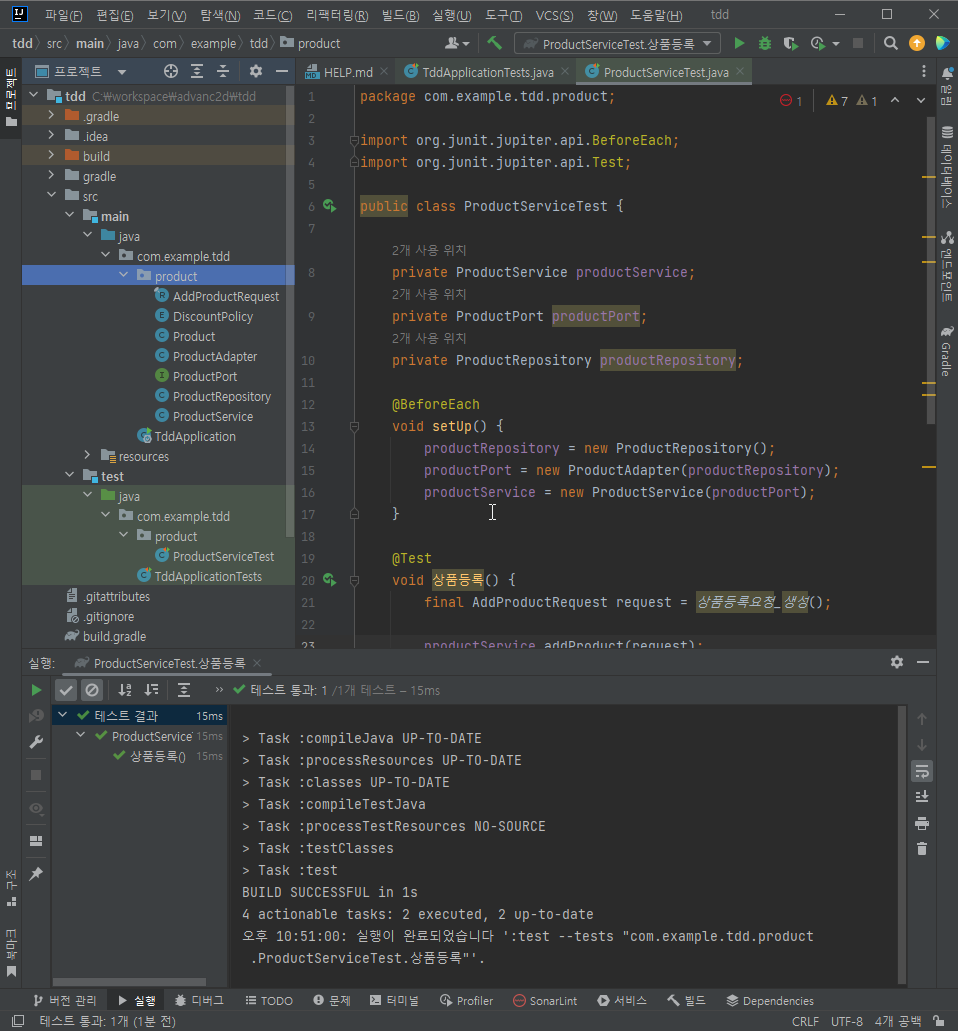 파일(F) 편집(E) 보기(V) 탐색(N) 코드(C) 리팩터링(R) 빌드(B) 실행(U) 도구(T) VCS(S) 창(W) 도움말(H) tdd
tdd src main java com example tdd product
ProductServiceTest.상품등록
프로젝트
프로젝트
tdd C:₩workspace₩advanc2d₩tdd
.gradle
.idea
build
gradle
src
main
java
com.example.tdd
product
AddProductRequest
DiscountPolicy
Product
ProductAdapter
ProductPort
ProductRepository
ProductService
TddApplication
resources
test
java
com.example.tdd
product
ProductServiceTest
TddApplicationTests
.gitattributes
.gitignore
build.gradle
HELP.md TddApplicationTests.java ProductServiceTest.java
1 7 1
1 package com.example.tdd.product;
2
3 import org.junit.jupiter.api.BeforeEach;
4 import org.junit.jupiter.api.Test;
5
6 public class ProductServiceTest {
7
2개 사용 위치
8 private ProductService productService;
2개 사용 위치
9 private ProductPort productPort;
2개 사용 위치
10 private ProductRepository productRepository;
11
12 @BeforeEach
13 void setUp() {
14 productRepository = new ProductRepository();
15 productPort = new ProductAdapter(productRepository);
16 productService = new ProductService(productPort);
17 }
18
19 @Test
20 void 상품등록() {
21 final AddProductRequest request = 상품등록요청_생성();
22
23 productService.addProduct(request);
알림
데이터베이스
엔드포인트
Gradle
실행: ProductServiceTest.상품등록
테스트 통과: 1 /1개 테스트 – 15ms
테스트 결과 15ms
ProductService 15ms
상품등록() 15ms
> Task :compileJava UP-TO-DATE
> Task :processResources UP-TO-DATE
> Task :classes UP-TO-DATE
> Task :compileTestJava
> Task :processTestResources NO-SOURCE
> Task :testClasses
> Task :test
BUILD SUCCESSFUL in 1s
4 actionable tasks: 2 executed, 2 up-to-date
오후 10:51:00: 실행이 완료되었습니다 ':test --tests "com.example.tdd.product
.ProductServiceTest.상품등록"'.
구조
북마크
버전 관리 실행 디버그 TODO 문제 터미널 Profiler SonarLint 서비스 빌드 Dependencies
테스트 통과: 1개 (1분 전) CRLF UTF-8 4개 공백